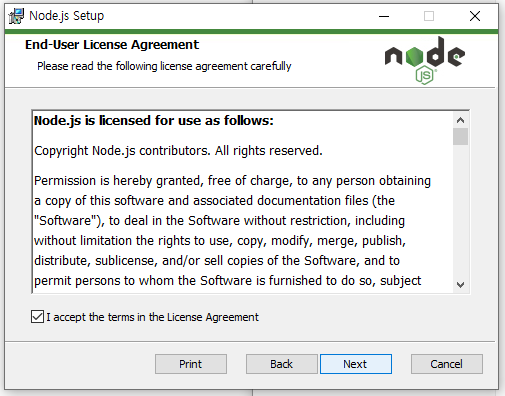 Node.js Setup
End-User License Agreement
Please read the following license agreement carefully
node
JS
Node.js is licensed for use as follows:
Copyright Node.js contributors. All rights reserved.
Permission is hereby granted, free of charge, to any person obtaining
a copy of this software and associated documentation files (the
"Software"), to deal in the Software without restriction, including
without limitation the rights to use, copy, modify, merge, publish,
distribute, sublicense, and/or sell copies of the Software, and to
permit persons to whom the Software is furnished to do so, subject
I accept the terms in the License Agreement
Print Back Next Cancel